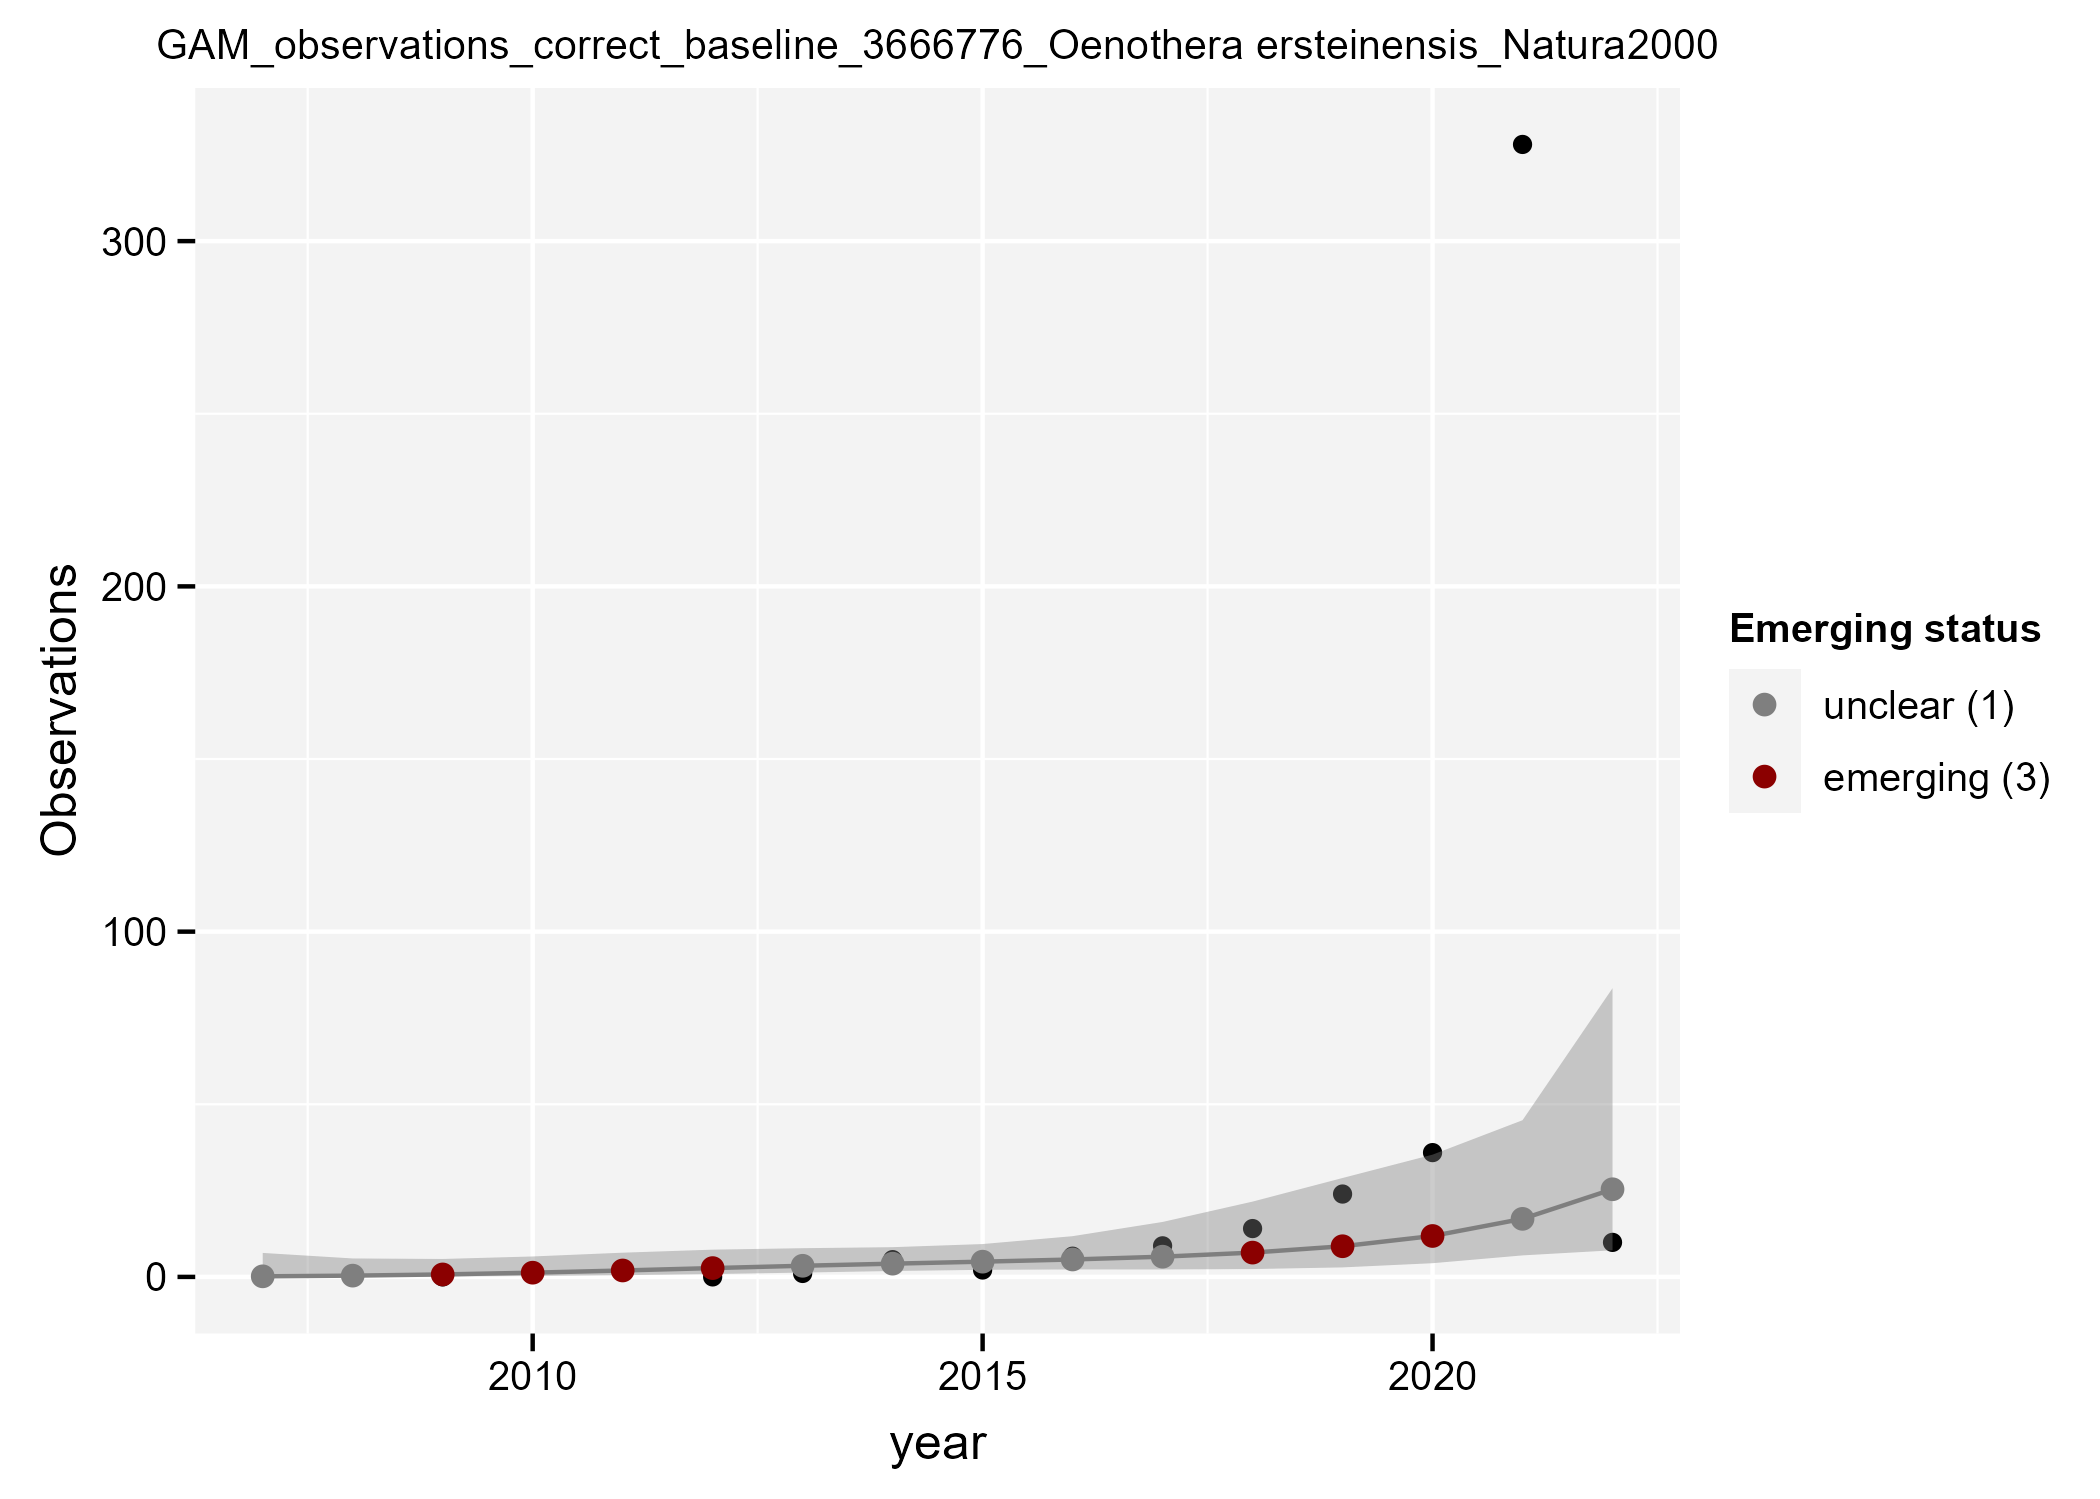 GAM_observations_correct_baseline_3666776_Oenothera ersteinensis_Natura2000
Observations
300
200
100
0
2010
2015
2020
year
Emerging status
unclear (1)
emerging (3)